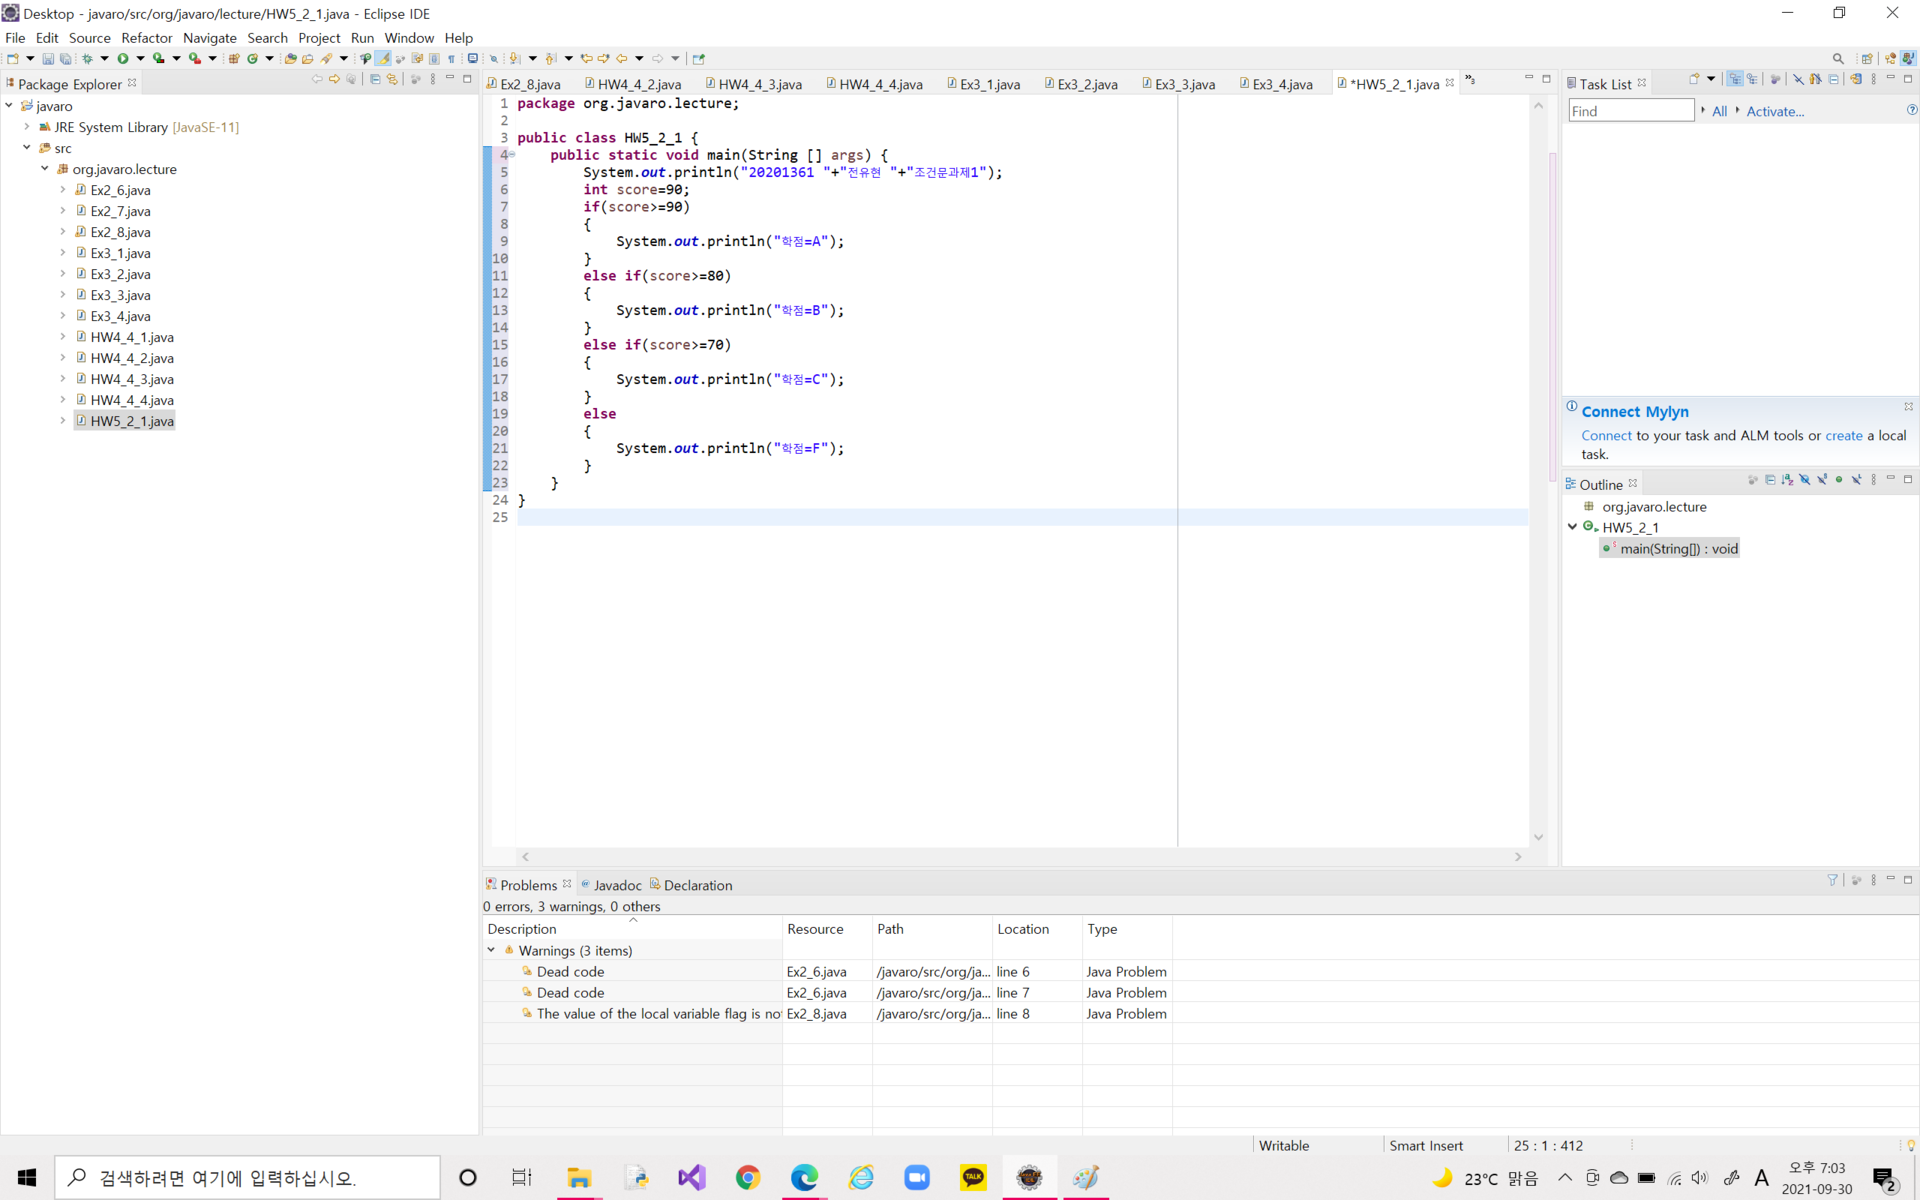 Desktop - javaro/src/org/javaro/lecture/HW5_2_1.java - Eclipse IDE
File Edit Source Refactor Navigate Search Project Run Window Help
Package Explorer
javaro
JRE System Library [JavaSE-11]
src
org.javaro.lecture
Ex2_6.java
Ex2_7.java
Ex2_8.java
Ex3_1.java
Ex3_2.java
Ex3_3.java
Ex3_4.java
HW4_4_1.java
HW4_4_2.java
HW4_4_3.java
HW4_4_4.java
HW5_2_1.java
Ex2_8.java HW4_4_2.java HW4_4_3.java HW4_4_4.java Ex3_1.java Ex3_2.java Ex3_3.java Ex3_4.java *HW5_2_1.java »3
1 package org.javaro.lecture;
2
3 public class HW5_2_1 {
4 public static void main(String [] args) {
5 System.out.println("20201361 "+"전유현 "+"조건문과제1");
6 int score=90;
7 if(score>=90)
8 {
9 System.out.println("학점=A");
10 }
11 else if(score>=80)
12 {
13 System.out.println("학점=B");
14 }
15 else if(score>=70)
16 {
17 System.out.println("학점=C");
18 }
19 else
20 {
21 System.out.println("학점=F");
22 }
23 }
24 }
25
Task List
Find All Activate...
Connect Mylyn
Connect to your task and ALM tools or create a local
task.
Outline
org.javaro.lecture
HW5_2_1
main(String[]) : void
Problems Javadoc Declaration
0 errors, 3 warnings, 0 others
Description Resource Path Location Type
Warnings (3 items)
Dead code Ex2_6.java /javaro/src/org/ja... line 6 Java Problem
Dead code Ex2_6.java /javaro/src/org/ja... line 7 Java Problem
The value of the local variable flag is no Ex2_8.java /javaro/src/org/ja... line 8 Java Problem
Writable Smart Insert 25 : 1 : 412
검색하려면 여기에 입력하십시오.
TALK
23°C 맑음
A
오후 7:03
2021-09-30
2